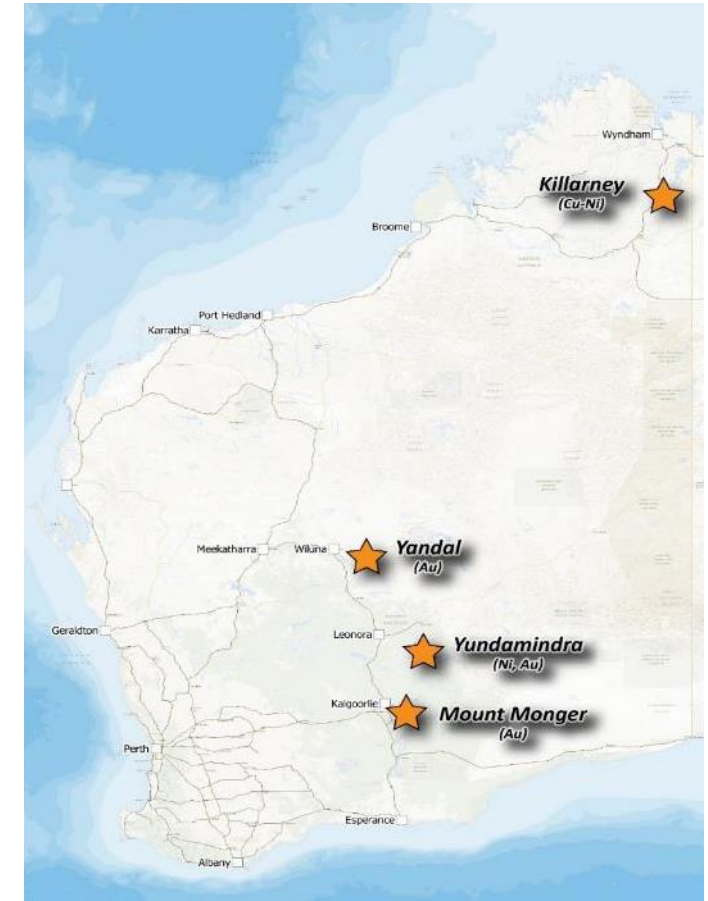 Wyndham
Killarney
(Cu-Ni)
Broome
Port Hedland
Karratha
Meekatharra
Wiluna
Yandal
(Au)
Geraldton
Leonora
Yundamindra
(Ni, Au)
Kalgoorlie
Mount Monger
(Au)
Perth
Esperance
Albany